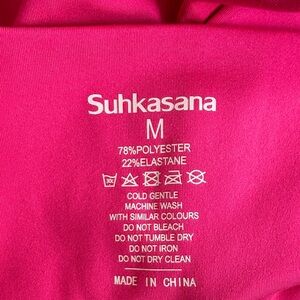 Suhkasana
M
78%POLYESTER
22%ELASTANE
COLD GENTLE
MACHINE WASH
WITH SIMILAR COLOURS
DO NOT BLEACH
DO NOT TUMBLE DRY
DO NOT IRON
DO NOT DRY CLEAN
MADE IN CHINA